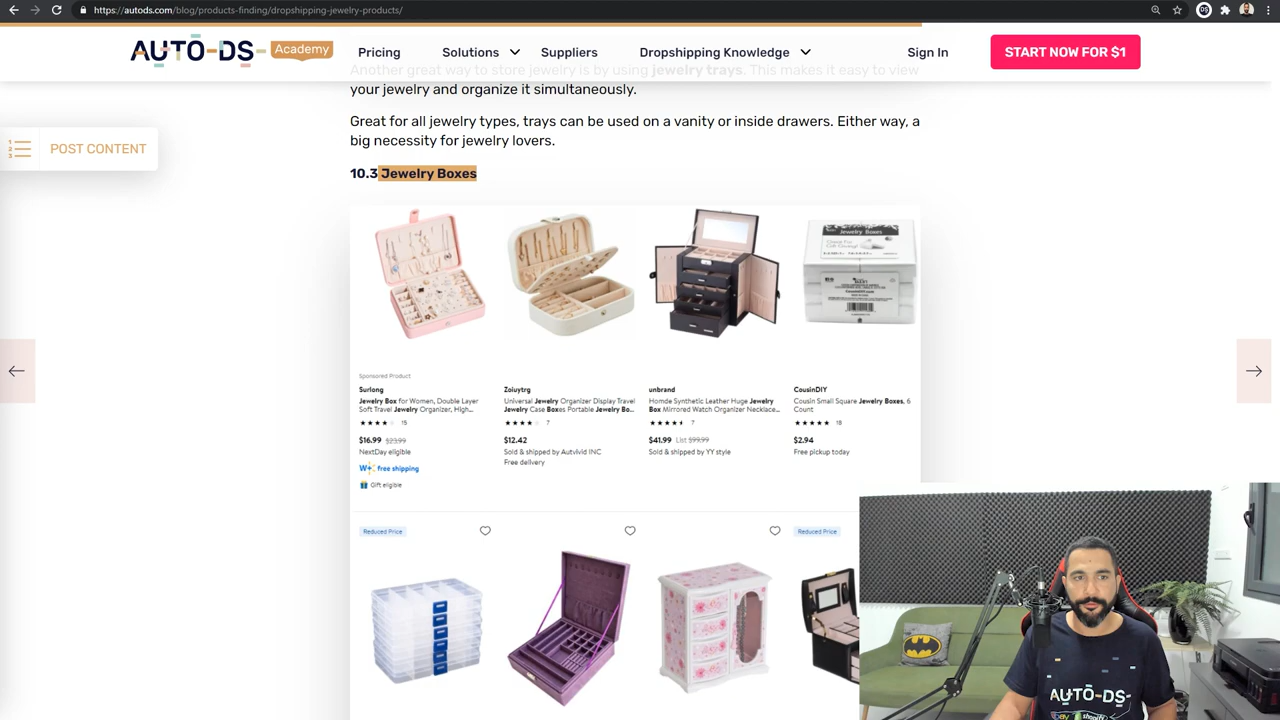 https://autods.com/blog/products-finding/dropshipping-jewelry-products/
AUTO-DS- Academy
Pricing
Solutions
Suppliers
Dropshipping Knowledge
Sign In
START NOW FOR $1
Another great way to store jewelry is by using jewelry trays. This makes it easy to view
your jewelry and organize it simultaneously.
Great for all jewelry types, trays can be used on a vanity or inside drawers. Either way, a
big necessity for jewelry lovers.
POST CONTENT
10.3 Jewelry Boxes
Jewelry Boxes
Sponsored Product
Surlong
Jewelry Box for Women, Double Layer
Soft Travel Jewelry Organizer, High...
15
$16.99 $23.99
NextDay eligible
W+ free shipping
Gift eligible
Zoiuytrg
Universal Jewelry Organizer Display Travel
Jewelry Case Boxes Portable Jewelry Bo...
7
$12.42
Sold & shipped by Autvivid INC
Free delivery
unbrand
Homde Synthetic Leather Huge Jewelry
Box Mirrored Watch Organizer Necklace...
7
$41.99 List $99.99
Sold & shipped by YY style
CousinDIY
Cousin Small Square Jewelry Boxes, 6
Count
18
$2.94
Free pickup today
Reduced Price
Reduced Price
AUTO-DS-
ebay shopify